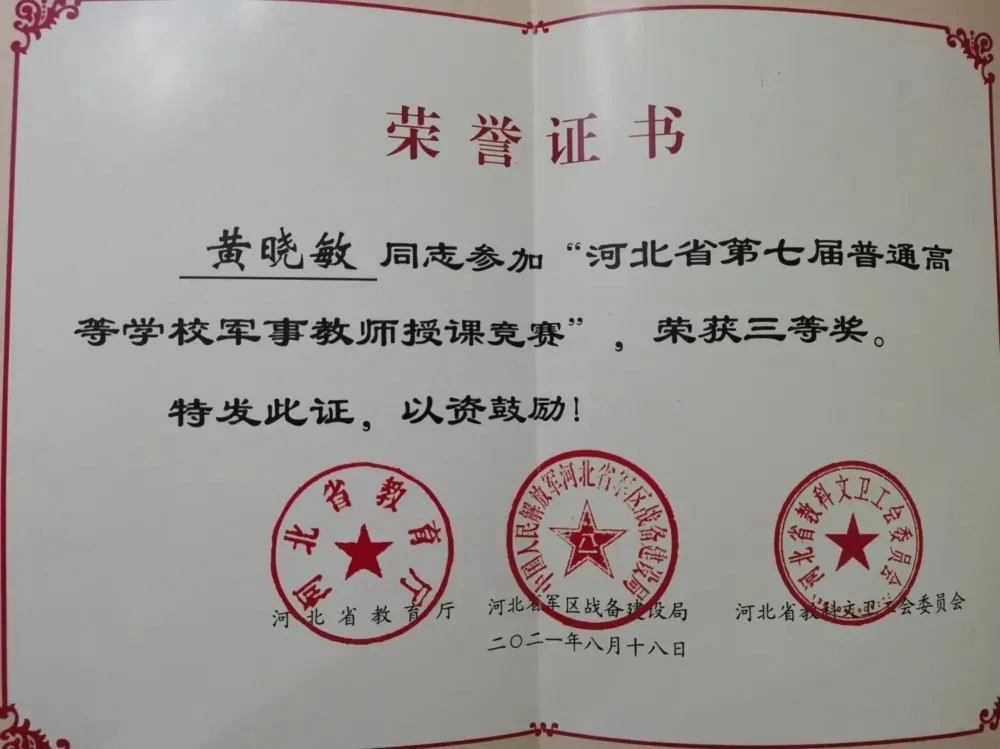 荣誉证书
黄晓敏 同志参加“河北省第七届普通高
等学校军事教师授课竞赛”，荣获三等奖。
特发此证，以资鼓励！
河北省教育厅
中国人民解放军河北省军区战备建设局
河北省教科文卫工会委员会
河北省教育厅
河北省军区战备建设局
河北省教科文卫工会委员会
二〇二一年八月十八日